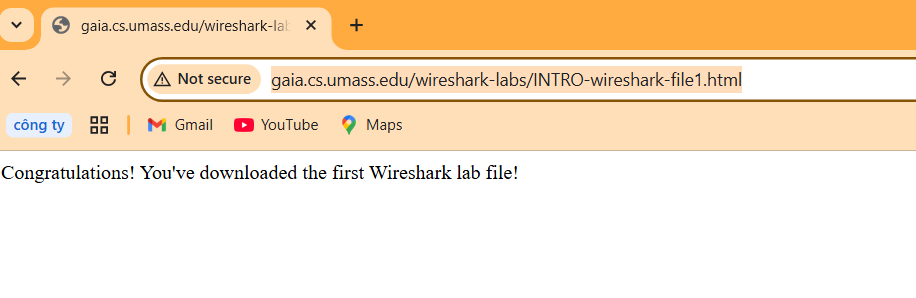 gaia.cs.umass.edu/wireshark-lab
Not secure
gaia.cs.umass.edu/wireshark-labs/INTRO-wireshark-file1.html
công ty
Gmail
YouTube
Maps
Congratulations! You've downloaded the first Wireshark lab file!